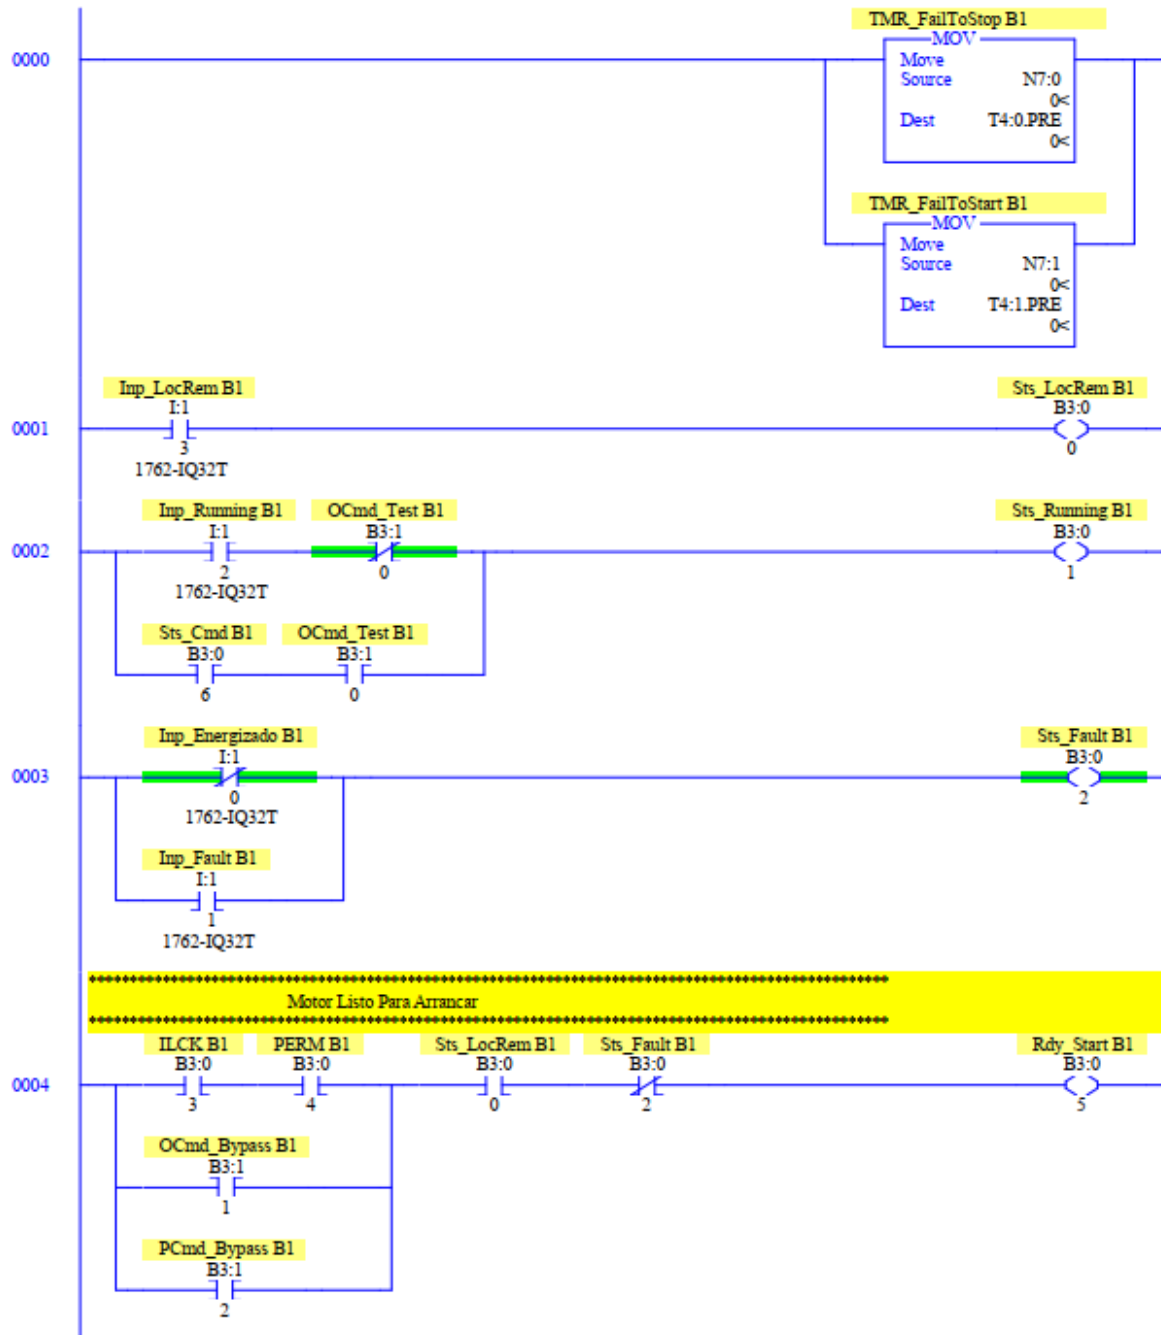 TMR_FailToStop B1
MOV
0000
Move
Source N7:0
0<
Dest T4:0.PRE
0<
TMR_FailToStart B1
MOV
Move
Source N7:1
0<
Dest T4:1.PRE
0<
Inp_LocRem B1 Sts_LocRem B1
I:1 B3:0
0001
3 0
1762-IQ32T
Inp_Running B1 OCmd_Test B1 Sts_Running B1
I:1 B3:1 B3:0
0002
2 0 1
1762-IQ32T
Sts_Cmd B1 OCmd_Test B1
B3:0 B3:1
6 0
Inp_Energizado B1 Sts_Fault B1
I:1 B3:0
0003
0 2
1762-IQ32T
Inp_Fault B1
I:1
1
1762-IQ32T
************************************************************************************************
Motor Listo Para Arrancar
************************************************************************************************
ILCK B1 PERM B1 Sts_LocRem B1 Sts_Fault B1 Rdy_Start B1
B3:0 B3:0 B3:0 B3:0 B3:0
0004
3 4 0 2 5
OCmd_Bypass B1
B3:1
1
PCmd_Bypass B1
B3:1
2